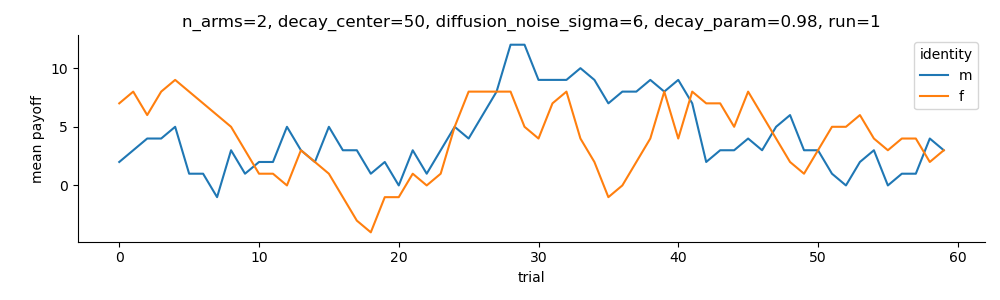 n_arms=2, decay_center=50, diffusion_noise_sigma=6, decay_param=0.98, run=1
identity
m
f
mean payoff
10
5
0
0
10
20
30
40
50
60
trial